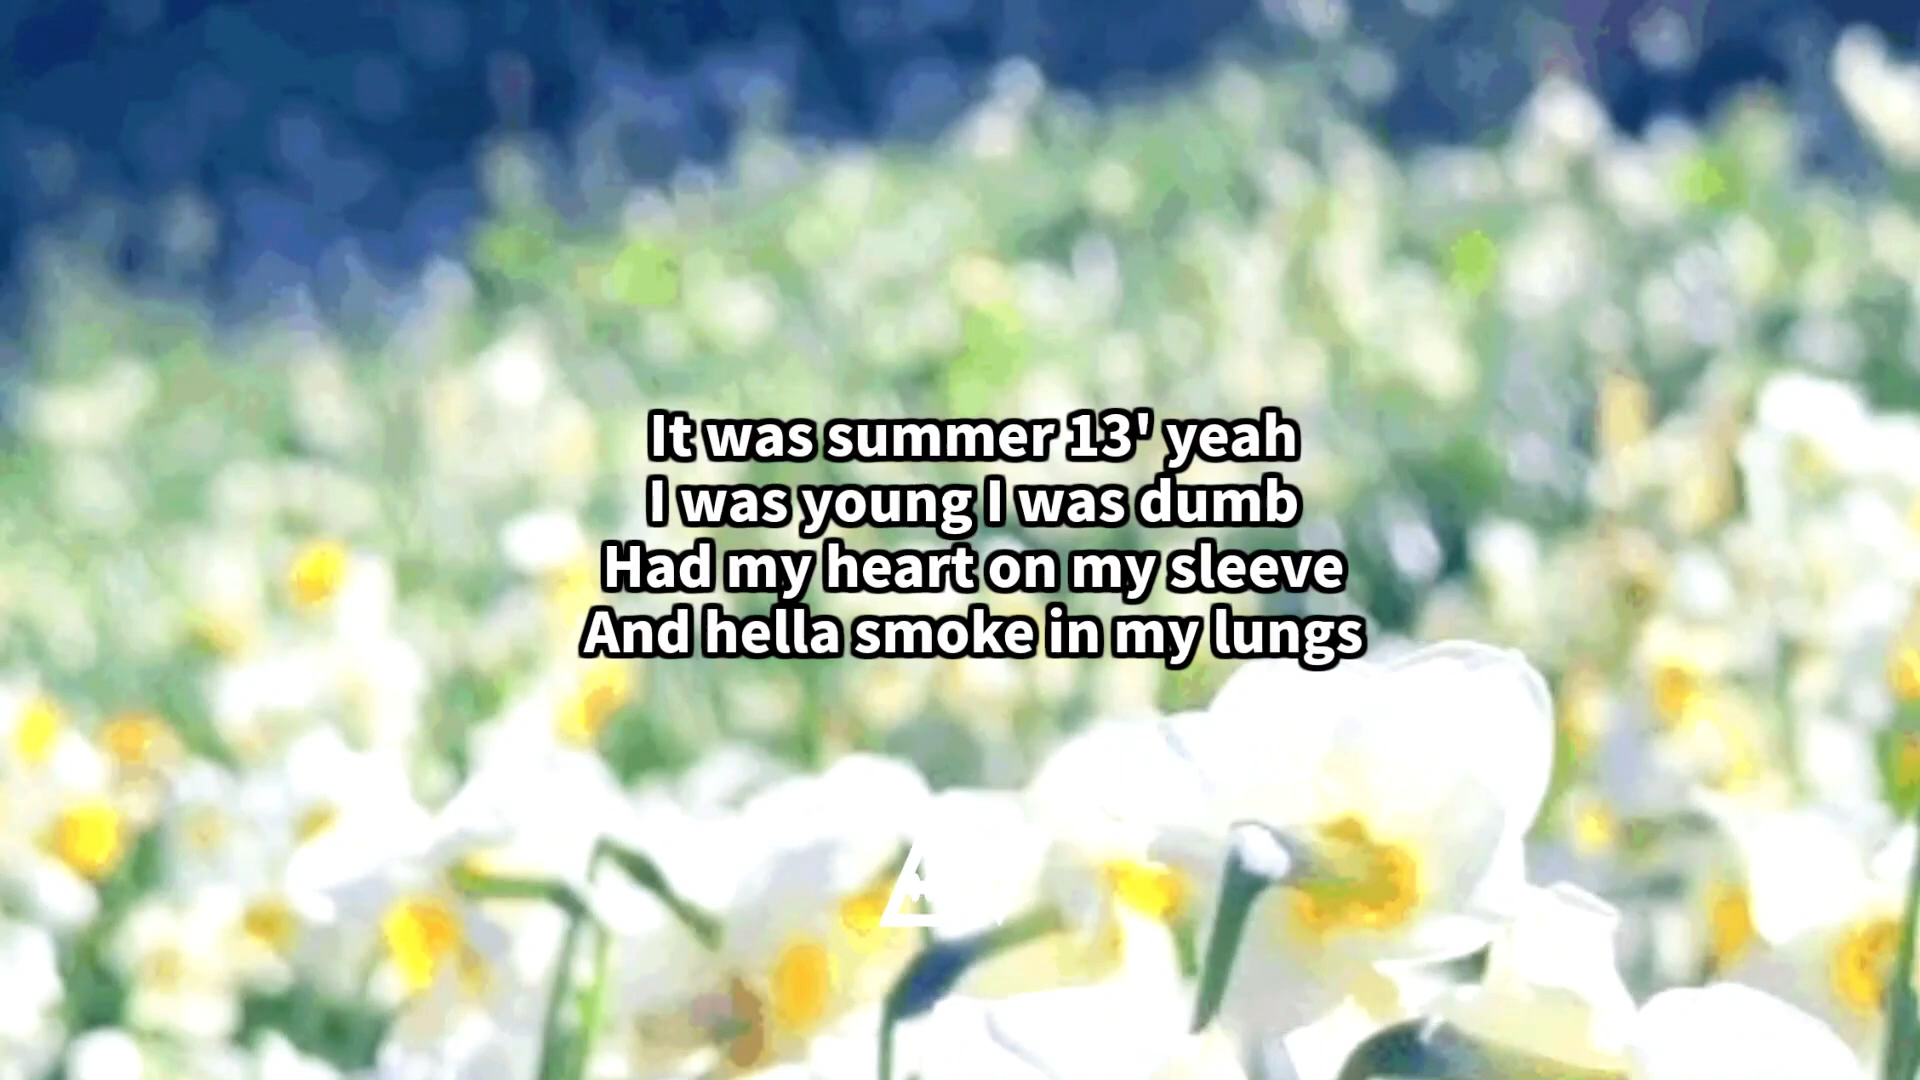 It was summer 13' yeah
I was young I was dumb
Had my heart on my sleeve
And hella smoke in my lungs